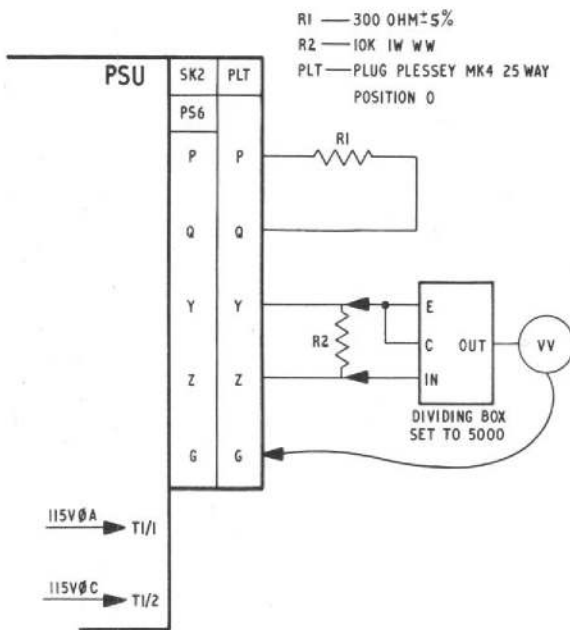 R1 — 300 OHM ±5%
R2 — 10K 1W WW
PLT — PLUG PLESSEY MK4 25 WAY
POSITION 0
PSU
SK2 PLT
PS6
R1
P P
Q Q
Y Y
E
R2
C OUT
VV
Z Z
IN
DIVIDING BOX
SET TO 5000
G G
115VØA T1/1
115VØC T1/2